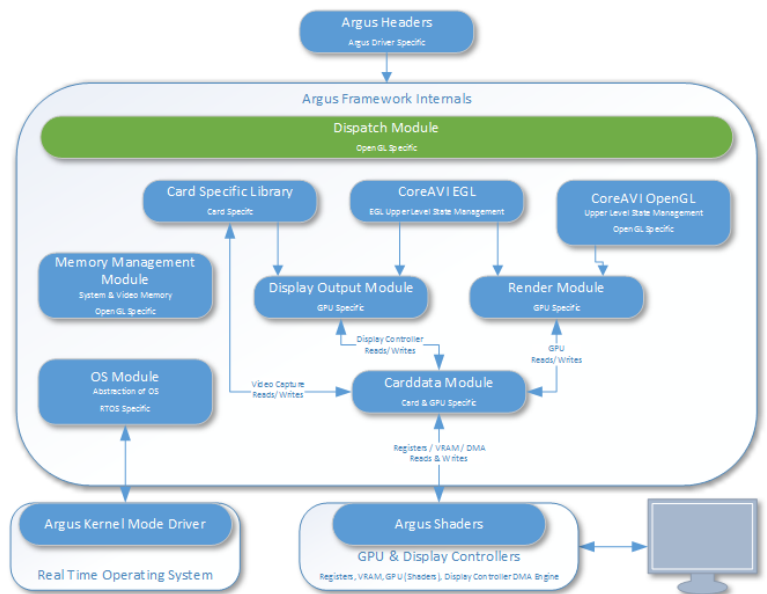 Argus Headers
Argus Driver Specific
Argus Framework Internals
Dispatch Module
OpenGL Specific
Card Specific Library
Card Specifc
CoreAVI EGL
EGL Upper Level State Management
CoreAVI OpenGL
Upper Level State Management
OpenGL Specific
Memory Management
Module
System & Video Memory
OpenGL Specific
Display Output Module
GPU Specific
Render Module
GPU Specific
Display Controller
Reads/Writes
GPU
Reads/Writes
OS Module
Abstraction of OS
RTOS Specific
Video Capture
Reads/Writes
Carddata Module
Card & GPU Specific
Registers / VRAM / DMA
Reads & Writes
Argus Kernel Mode Driver
Real Time Operating System
Argus Shaders
GPU & Display Controllers
Registers, VRAM, GPU(Shaders), Display Controller DMA Engine